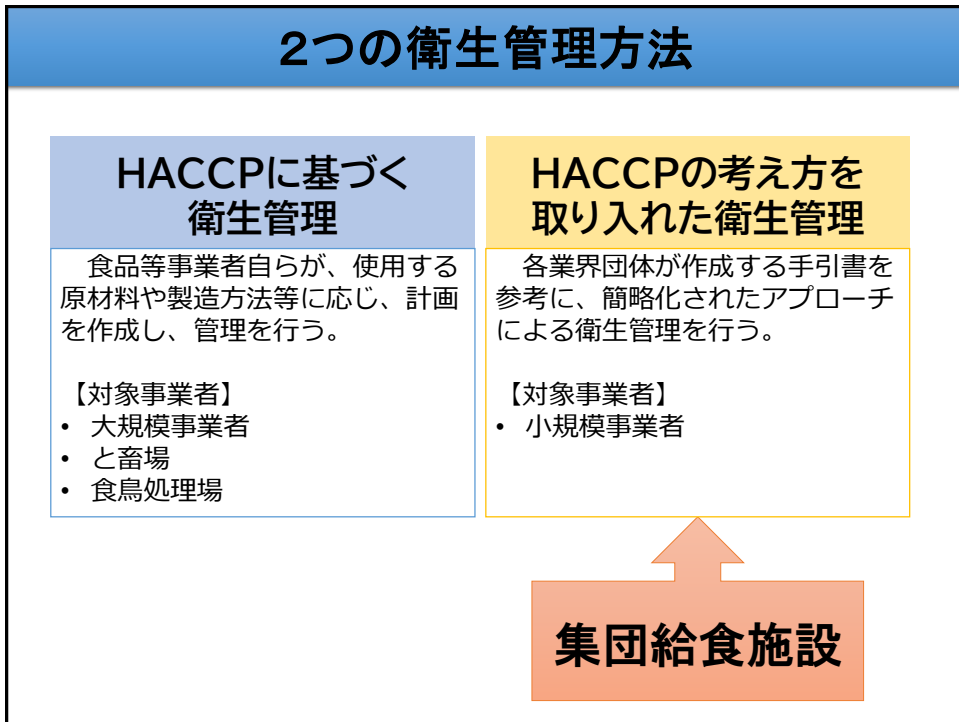 ２つの衛生管理方法
HACCPに基づく
衛生管理
食品等事業者自らが、使用する
原材料や製造方法等に応じ、計画
を作成し、管理を行う。
【対象事業者】
• 大規模事業者
• と畜場
• 食鳥処理場
HACCPの考え方を
取り入れた衛生管理
各業界団体が作成する手引書を
参考に、簡略化されたアプローチ
による衛生管理を行う。
【対象事業者】
• 小規模事業者
集団給食施設